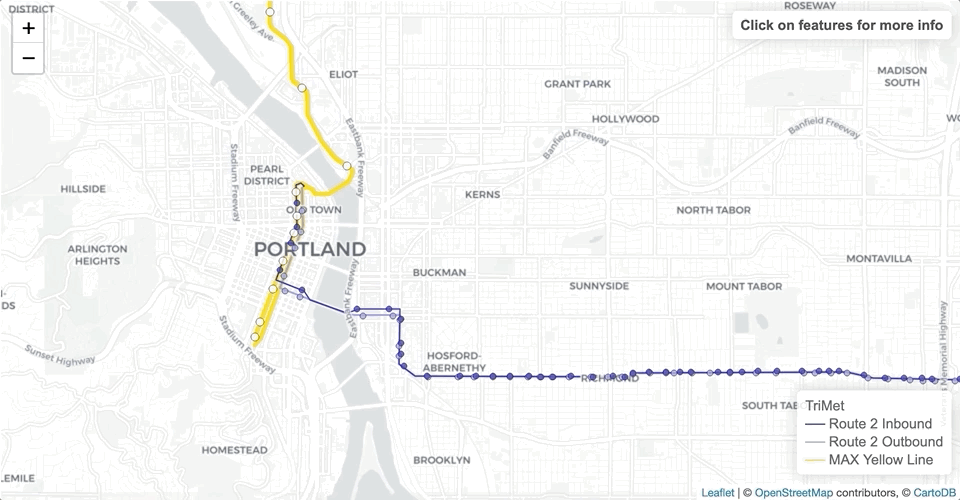 DISTRICT
+
−
N. Greeley Ave.
ROSEWAY
Click on features for more info
ELIOT
GRANT PARK
MADISON
SOUTH
HOLLYWOOD
Banfield Freeway
Banfield Freeway
Eastbank Freeway
Stadium Freeway
PEARL
DISTRICT
HILLSIDE
KERNS
OLD TOWN
NORTH TABOR
PORTLAND
ARLINGTON
HEIGHTS
MONTAVILLA
BUCKMAN
SUNNYSIDE
MOUNT TABOR
Eastbank Freeway
Stadium Freeway
Sunset Highway
HOSFORD-
ABERNETHY
RICHMOND
Memorial Highway
SOUTH TAB
HOMESTEAD
BROOKLYN
LEMILE
TriMet
Route 2 Inbound
Route 2 Outbound
MAX Yellow Line
Leaflet | © OpenStreetMap contributors, © CartoDB